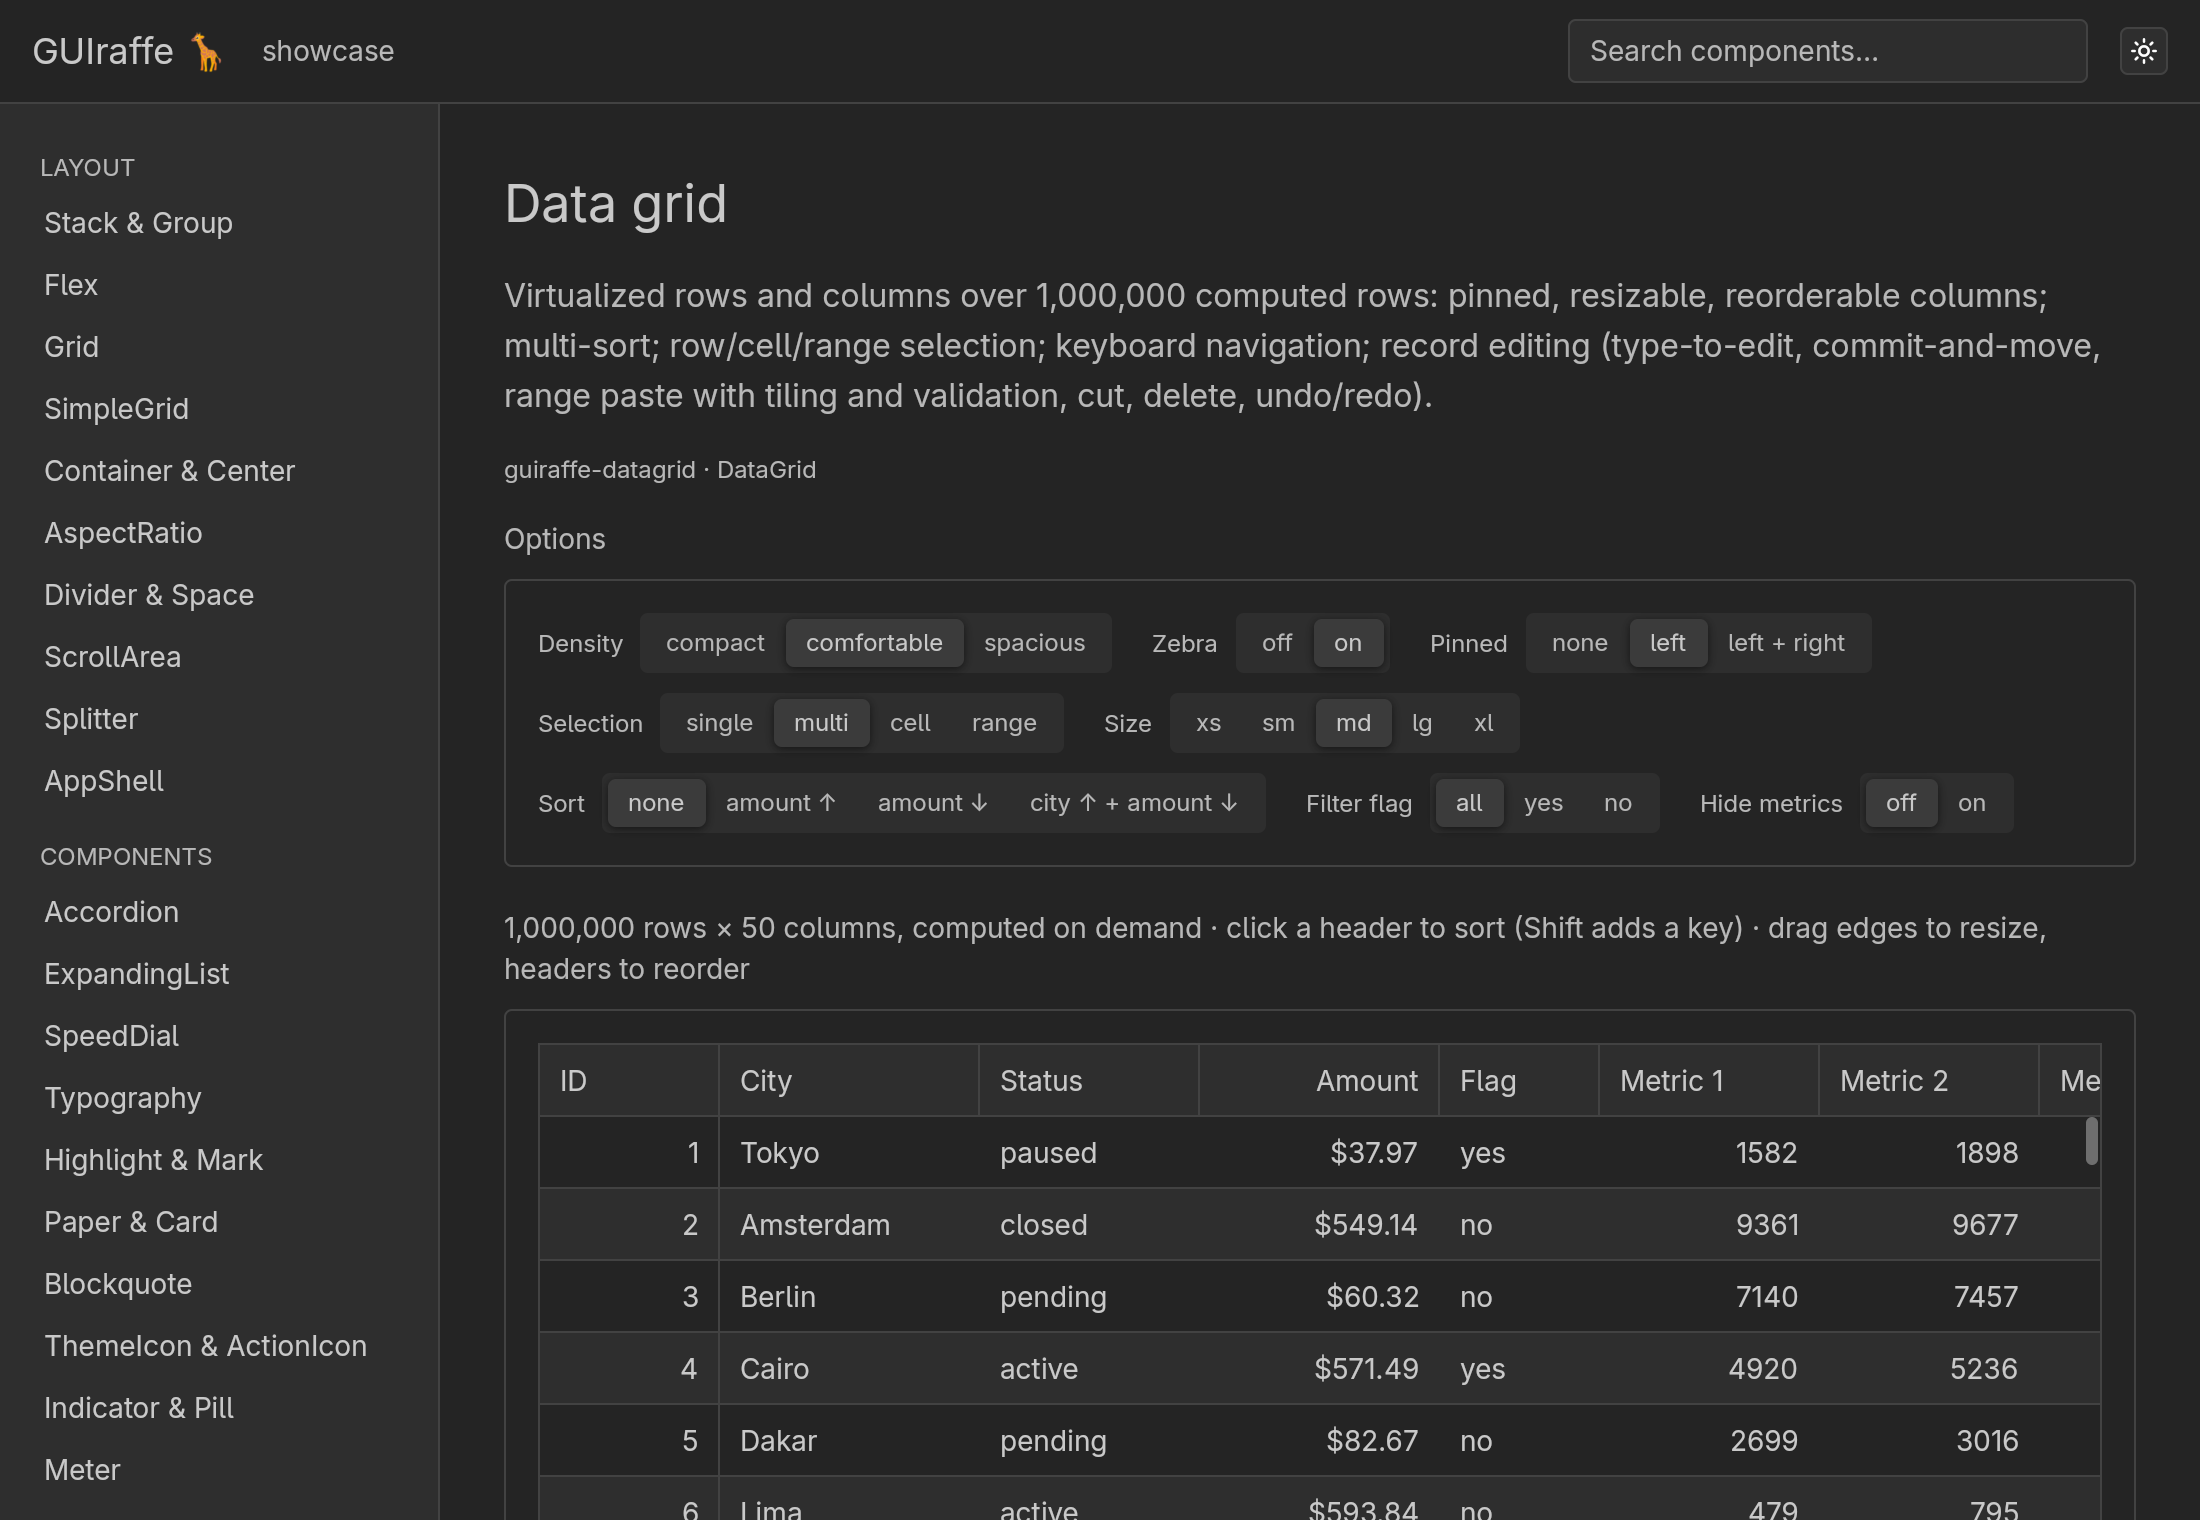 GUIraffe showcase Search components...
LAYOUT
Stack & Group
Flex
Grid
SimpleGrid
Container & Center
AspectRatio
Divider & Space
ScrollArea
Splitter
AppShell
COMPONENTS
Accordion
ExpandingList
SpeedDial
Typography
Highlight & Mark
Paper & Card
Blockquote
ThemeIcon & ActionIcon
Indicator & Pill
Meter
Data grid
Virtualized rows and columns over 1,000,000 computed rows: pinned, resizable, reorderable columns;
multi-sort; row/cell/range selection; keyboard navigation; record editing (type-to-edit, commit-and-move,
range paste with tiling and validation, cut, delete, undo/redo).
guiraffe-datagrid · DataGrid
Options
Density compact comfortable spacious Zebra off on Pinned none left left + right
Selection single multi cell range Size xs sm md lg xl
Sort none amount ↑ amount ↓ city ↑ + amount ↓ Filter flag all yes no Hide metrics off on
1,000,000 rows × 50 columns, computed on demand · click a header to sort (Shift adds a key) · drag edges to resize,
headers to reorder
ID City Status Amount Flag Metric 1 Metric 2 Me
1 Tokyo paused $37.97 yes 1582 1898
2 Amsterdam closed $549.14 no 9361 9677
3 Berlin pending $60.32 no 7140 7457
4 Cairo active $571.49 yes 4920 5236
5 Dakar pending $82.67 no 2699 3016
6 Lima active $593.84 no 479 795